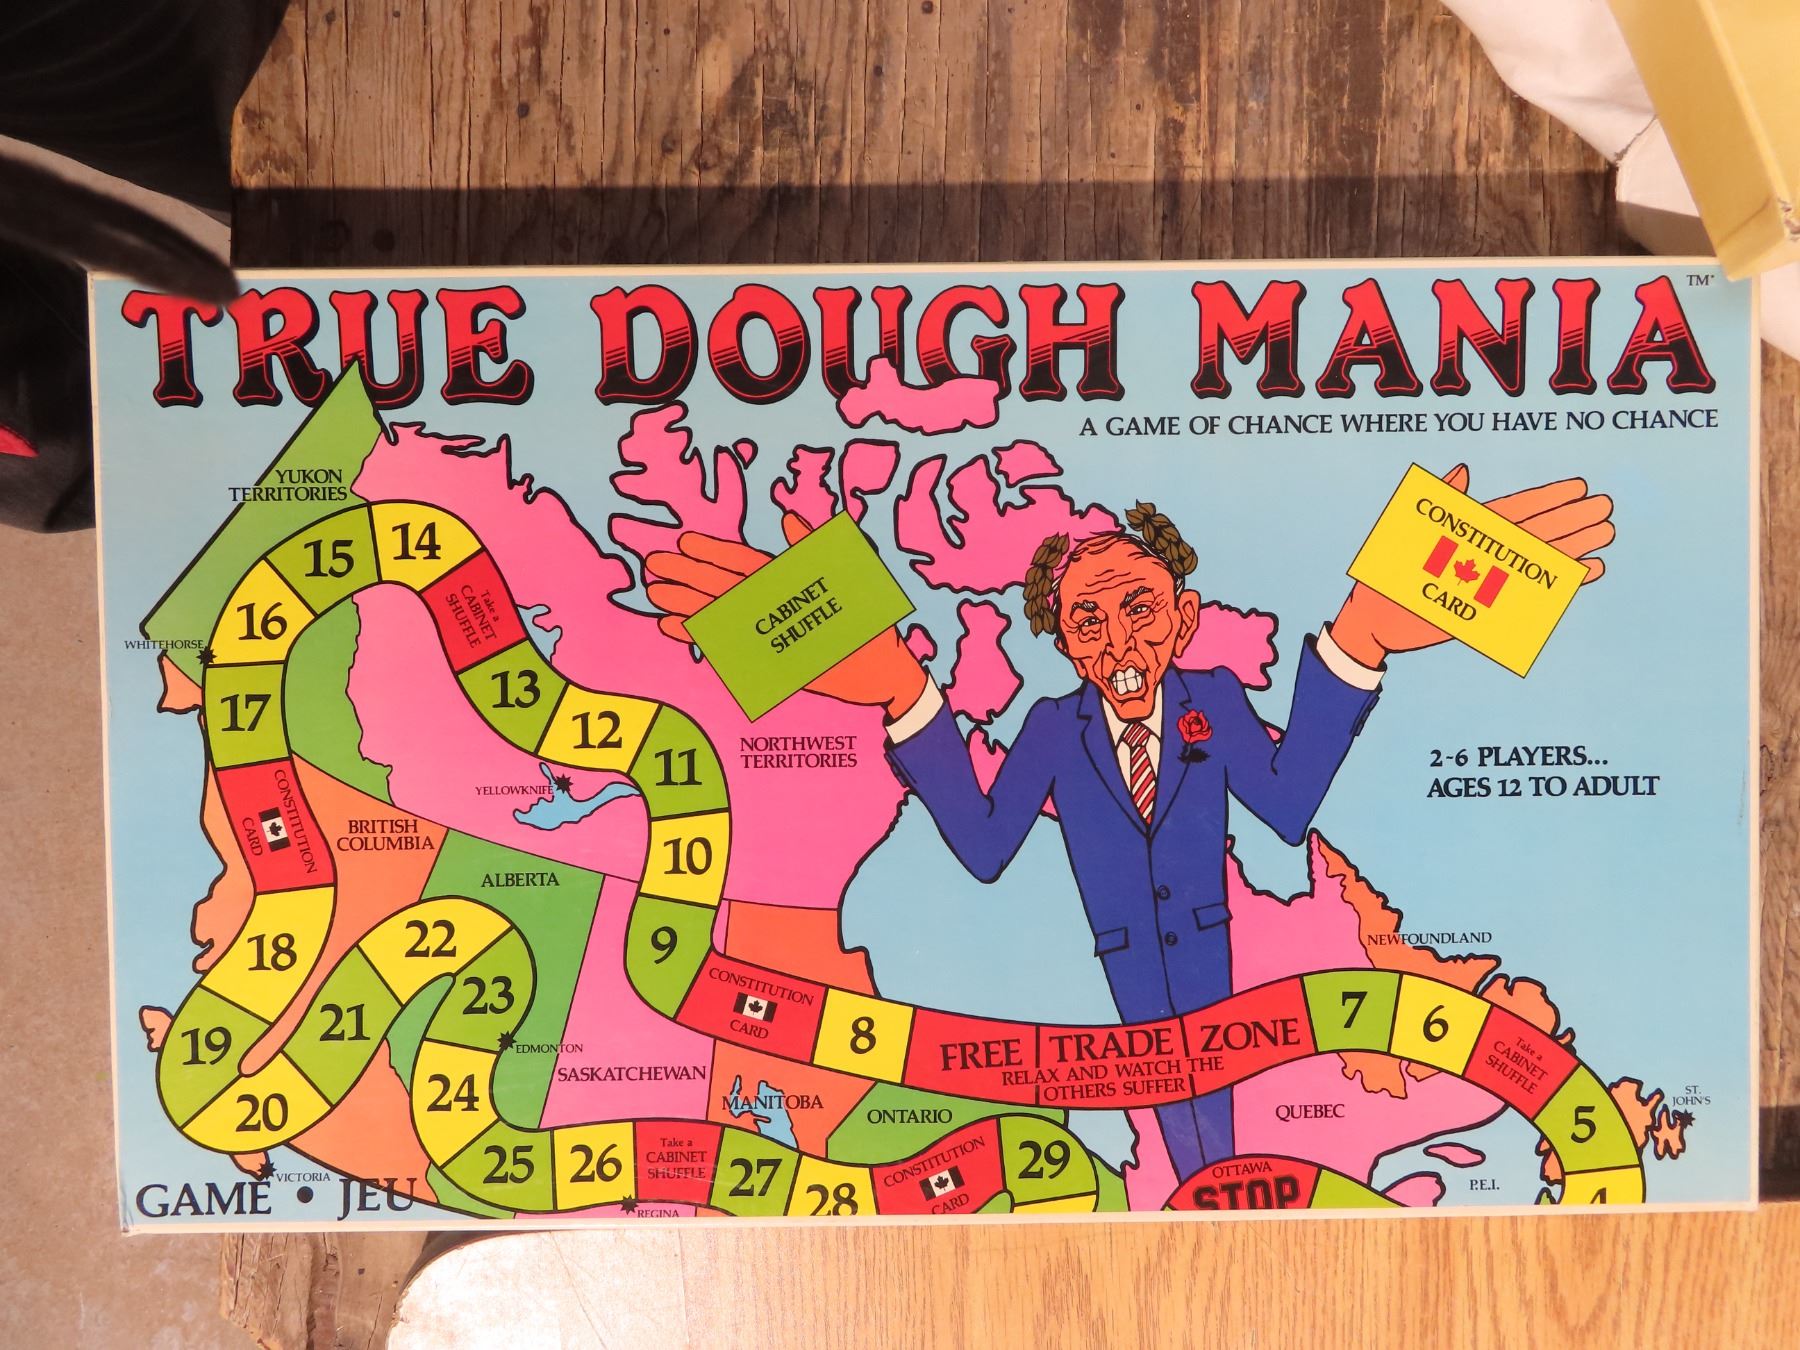 TRUE DOUGH MANIA
TM
A GAME OF CHANCE WHERE YOU HAVE NO CHANCE
YUKON
TERRITORIES
CONSTITUTION
CARD
CABINET
SHUFFLE
14
15
16
Take a
CABINET
SHUFFLE
WHITEHORSE
13
17
12
11
NORTHWEST
TERRITORIES
2-6 PLAYERS...
AGES 12 TO ADULT
YELLOWKNIFE
CONSTITUTION
CARD
BRITISH
COLUMBIA
10
ALBERTA
22
9
18
NEWFOUNDLAND
23
CONSTITUTION
CARD
8
FREE TRADE ZONE
RELAX AND WATCH THE
OTHERS SUFFER
7
6
Take a
CABINET
SHUFFLE
21
19
EDMONTON
SASKATCHEWAN
24
MANITOBA
ONTARIO
QUEBEC
ST.
JOHN'S
20
5
25
26
Take a
CABINET
SHUFFLE
27
28
CONSTITUTION
CARD
29
OTTAWA
STOP
P.E.I.
4
VICTORIA
GAME • JEU
REGINA